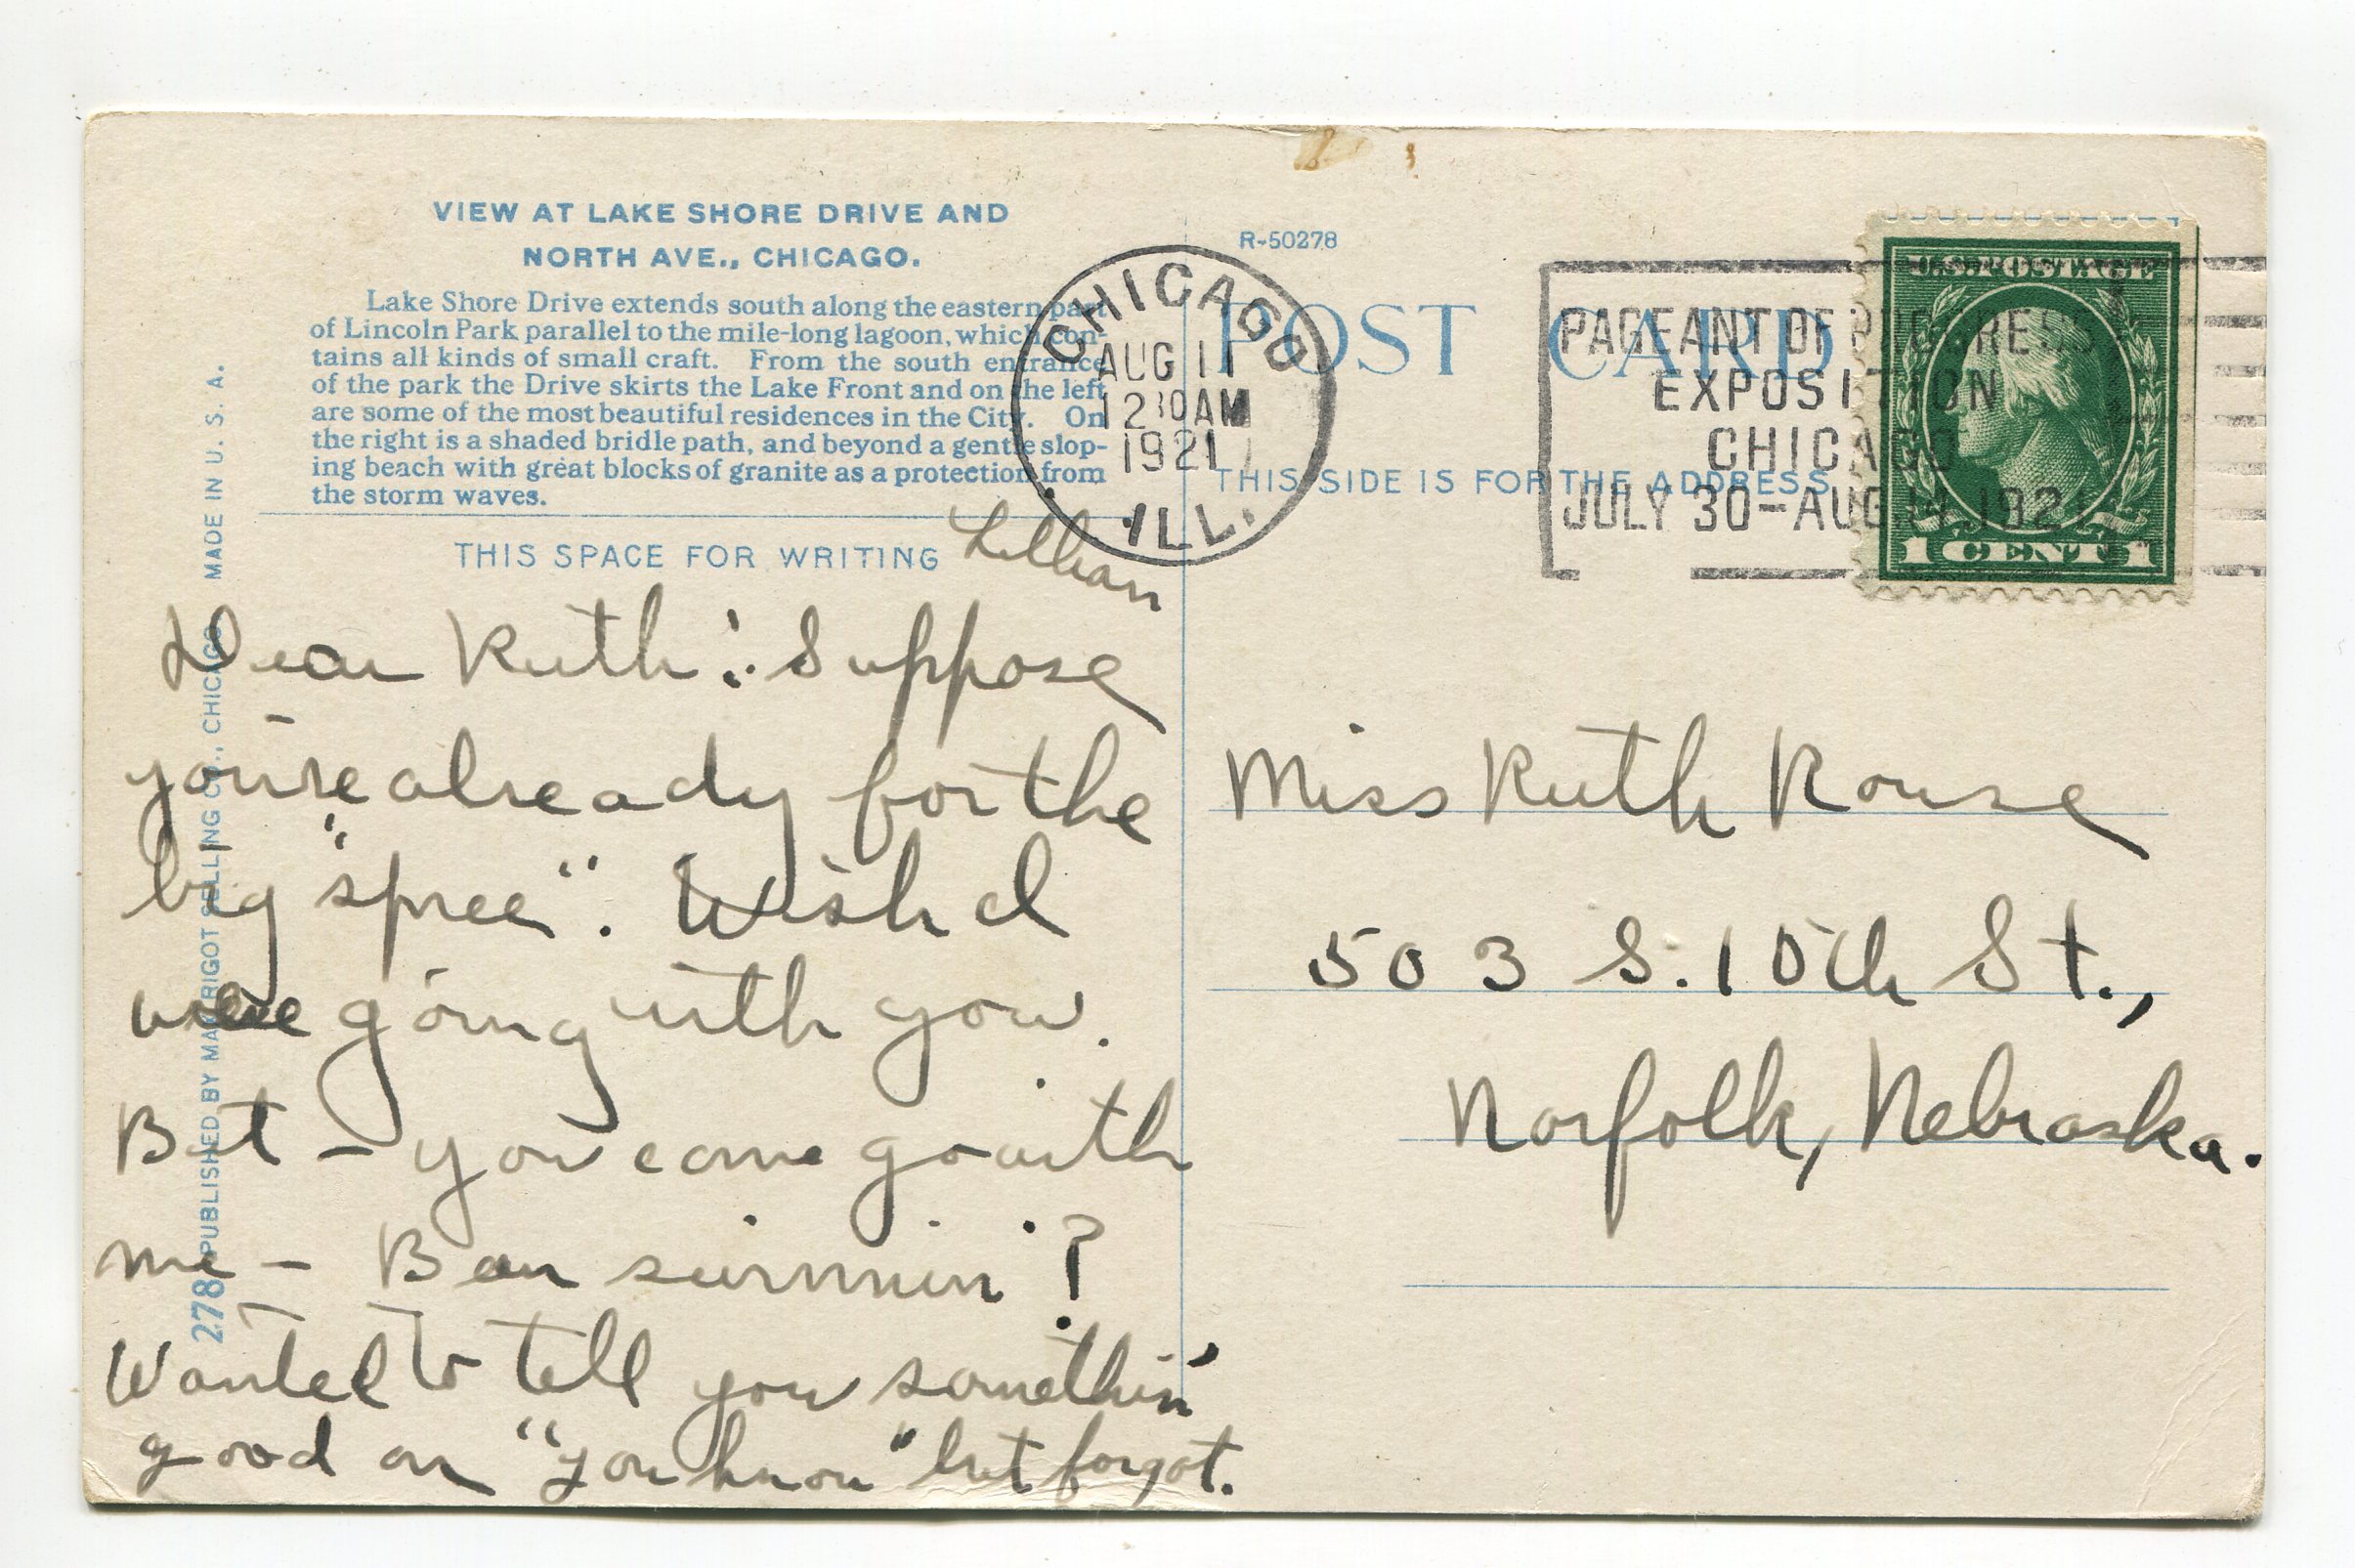 VIEW AT LAKE SHORE DRIVE AND
NORTH AVE., CHICAGO.
Lake Shore Drive extends south along the eastern part
of Lincoln Park parallel to the mile-long lagoon, which con-
tains all kinds of small craft. From the south entrance
of the park the Drive skirts the Lake Front and on the left
are some of the most beautiful residences in the City. On
the right is a shaded bridle path, and beyond a gentle slop-
ing beach with great blocks of granite as a protection from
the storm waves.
THIS SPACE FOR WRITING
Lillian
Dear Ruth: Suppose
you're already for the
big "spree". Wish I
were going with you.
But – you come go with
me – Been swimmin?
Wanted to tell you somethin'
good on "you know" but forgot.
278 PUBLISHED BY MAX RIGOT SELLING CO., CHICAGO. MADE IN U. S. A.
R-50278
POST CARD
THIS SIDE IS FOR THE ADDRESS
CHICAGO
AUG 11
1230AM
1921
ILL.
PAGEANT OF PROGRESS
EXPOSITION
CHICAGO
JULY 30-AUG.14 1921
U.S. POSTAGE
1 CENT 1
Miss Ruth Rouse
503 S. 10th St.,
Norfolk, Nebraska.